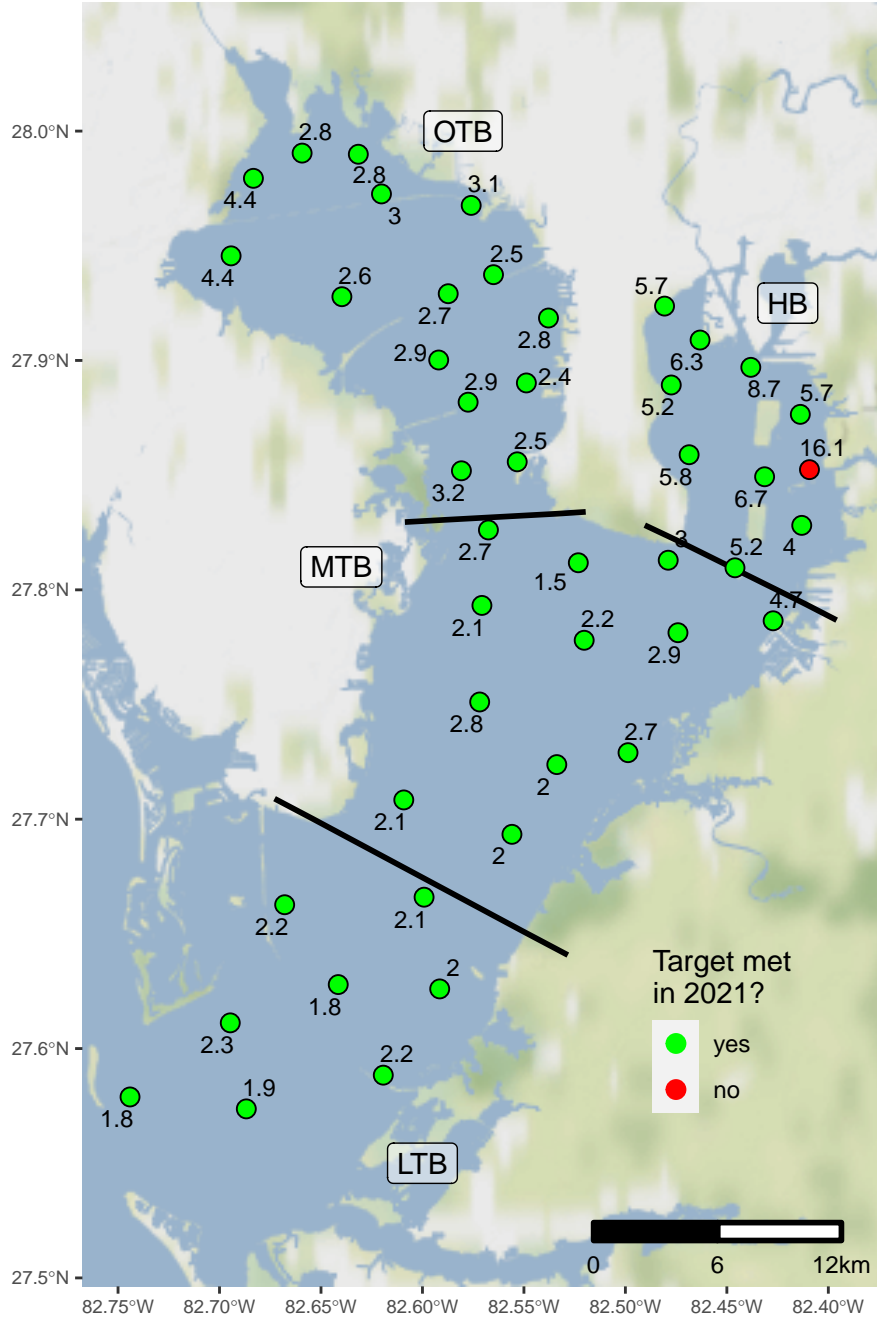 28.0°N
27.9°N
27.8°N
27.7°N
27.6°N
27.5°N
82.75°W
82.70°W
82.65°W
82.60°W
82.55°W
82.50°W
82.45°W
82.40°W
OTB
2.8
2.8
4.4
3
3.1
4.4
2.6
2.7
2.5
2.8
2.9
2.4
2.9
2.5
3.2
HB
5.7
6.3
8.7
5.2
5.7
16.1
5.8
6.7
4
5.2
MTB
2.7
1.5
3
4.7
2.1
2.2
2.9
2.8
2.7
2
2.1
2
2.1
2.2
1.8
2
2.3
2.2
1.8
1.9
LTB
Target met
in 2021?
yes
no
0
6
12km